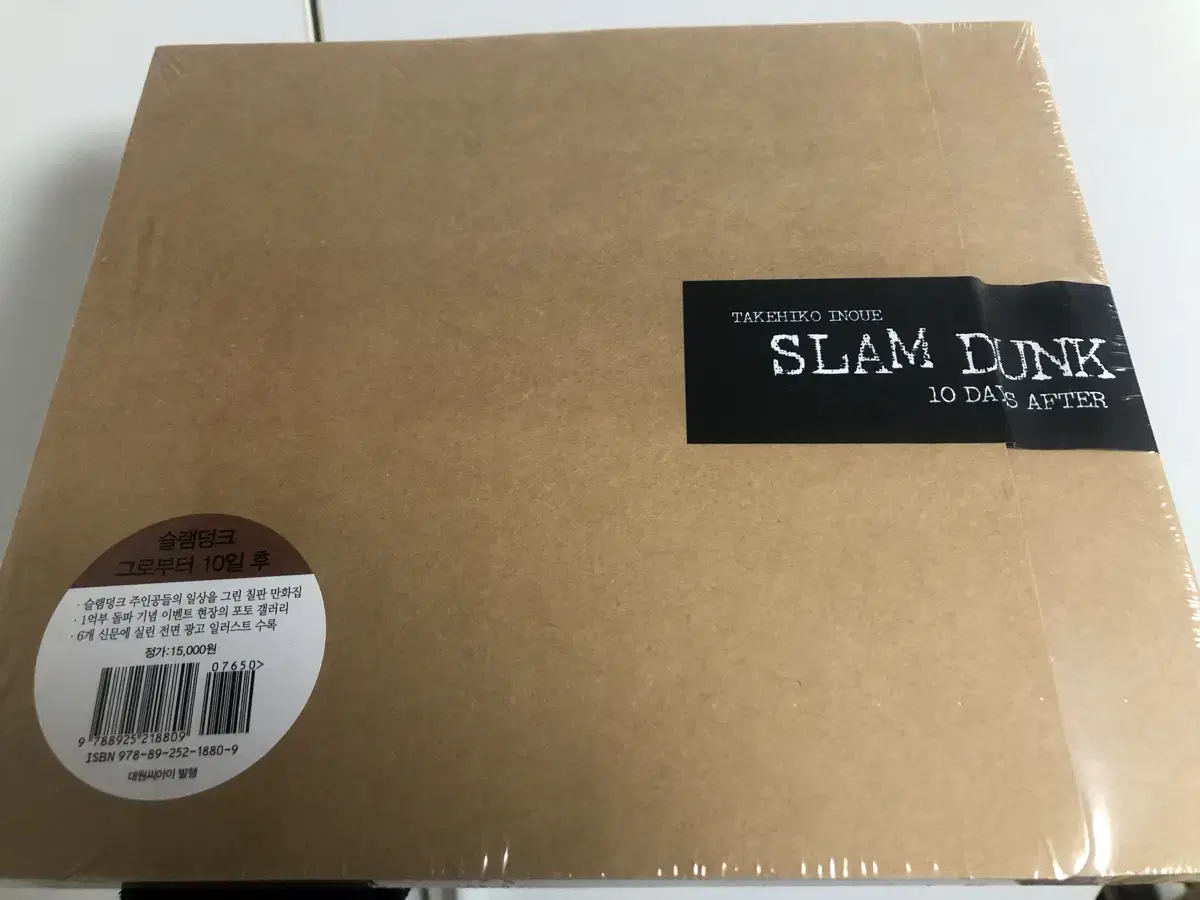 TAKEHIKO INOUE
SLAM DUNK
10 DAYS AFTER
슬램덩크
그로부터 10일 후
· 슬램덩크 주인공들의 일상을 그린 칠판 만화집
· 1억부 돌파 기념 이벤트 현장의 포토 갤러리
· 6개 신문에 실린 전면 광고 일러스트 수록
정가:15,000원
07650>
9 788925 218809
ISBN 978-89-252-1880-9
대원씨아이 발행